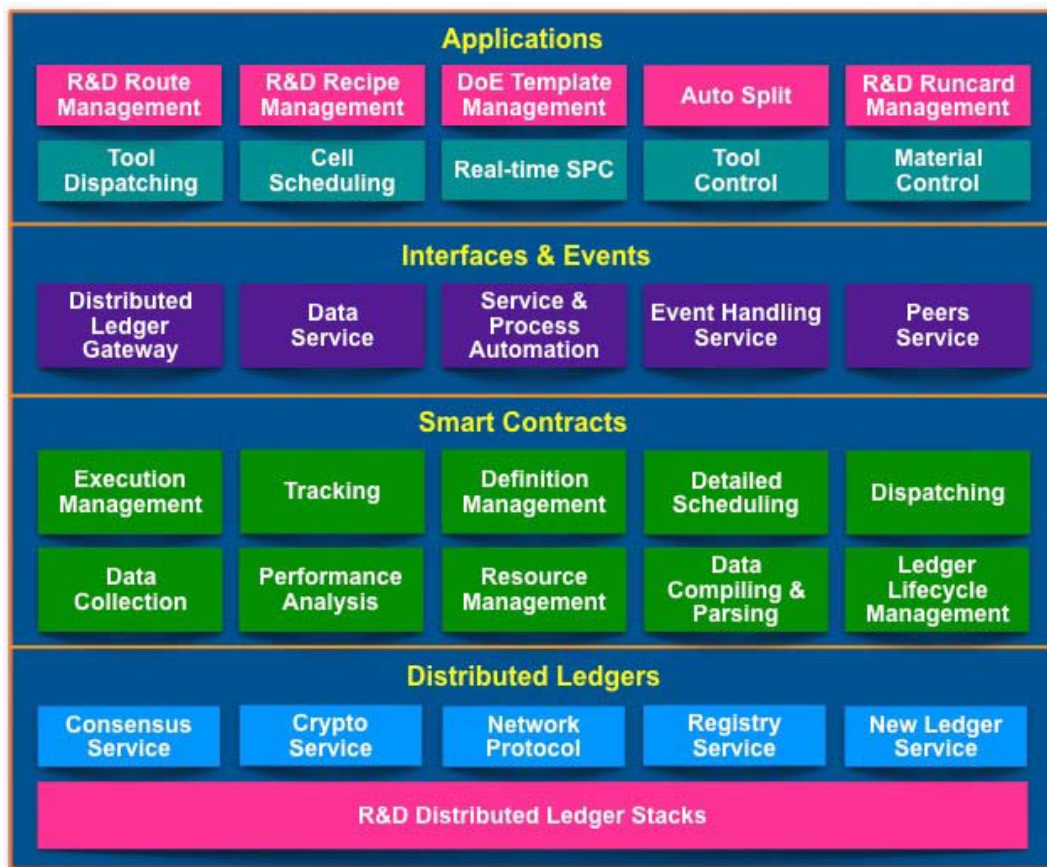 Applications
R&D Route
Management
R&D Recipe
Management
DoE Template
Management
Auto Split
R&D Runcard
Management
Tool
Dispatching
Cell
Scheduling
Real-time SPC
Tool
Control
Material
Control
Interfaces & Events
Distributed
Ledger
Gateway
Data
Service
Service &
Process
Automation
Event Handling
Service
Peers
Service
Smart Contracts
Execution
Management
Tracking
Definition
Management
Detailed
Scheduling
Dispatching
Data
Collection
Performance
Analysis
Resource
Management
Data
Compiling &
Parsing
Ledger
Lifecycle
Management
Distributed Ledgers
Consensus
Service
Crypto
Service
Network
Protocol
Registry
Service
New Ledger
Service
R&D Distributed Ledger Stacks